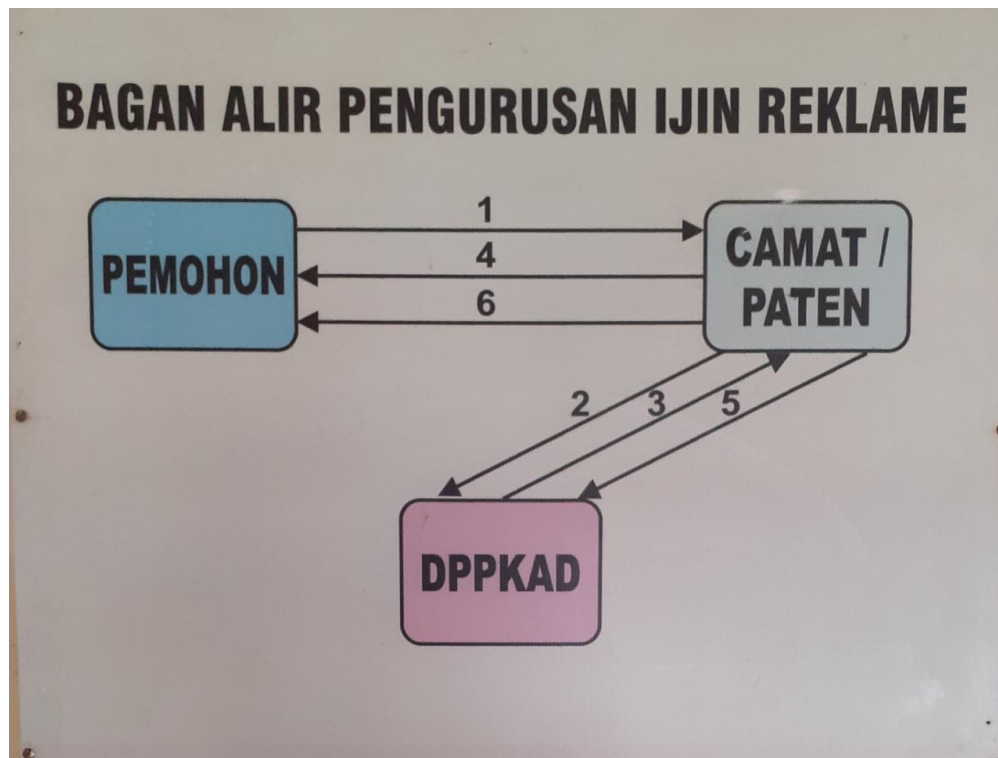 BAGAN ALIR PENGURUSAN IJIN REKLAME
PEMOHON
1
4
6
CAMAT /
PATEN
2
3
5
DPPKAD